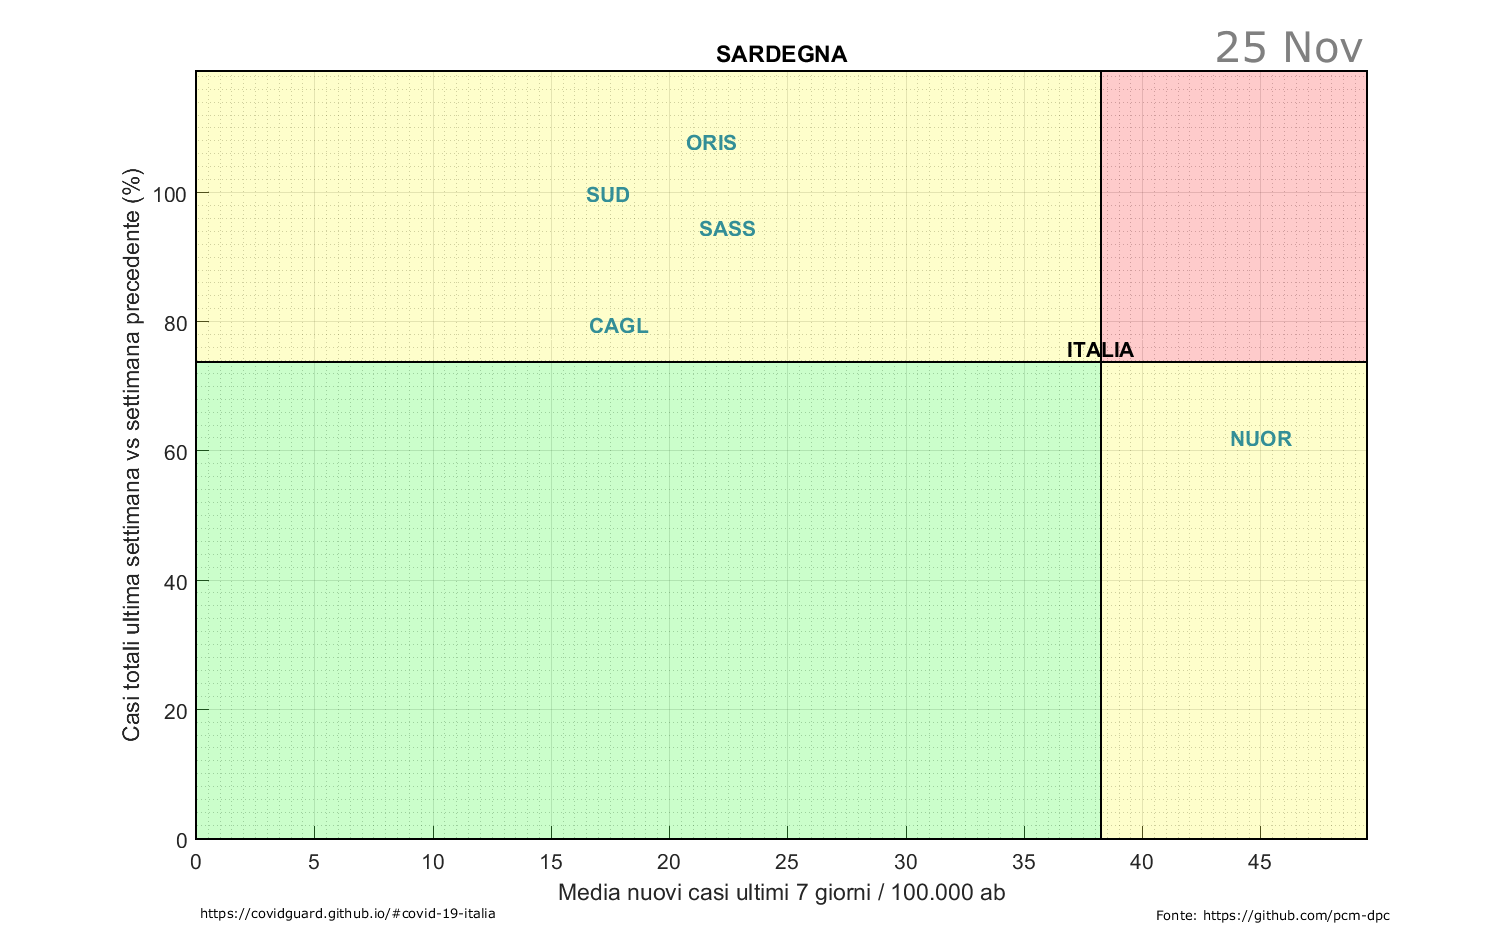 SARDEGNA
25 Nov
Casi totali ultima settimana vs settimana precedente (%)
100
80
60
40
20
0
ORIS
SUD
SASS
CAGL
ITALIA
NUOR
0 5 10 15 20 25 30 35 40 45
Media nuovi casi ultimi 7 giorni / 100.000 ab
https://covidguard.github.io/#covid-19-italia
Fonte: https://github.com/pcm-dpc